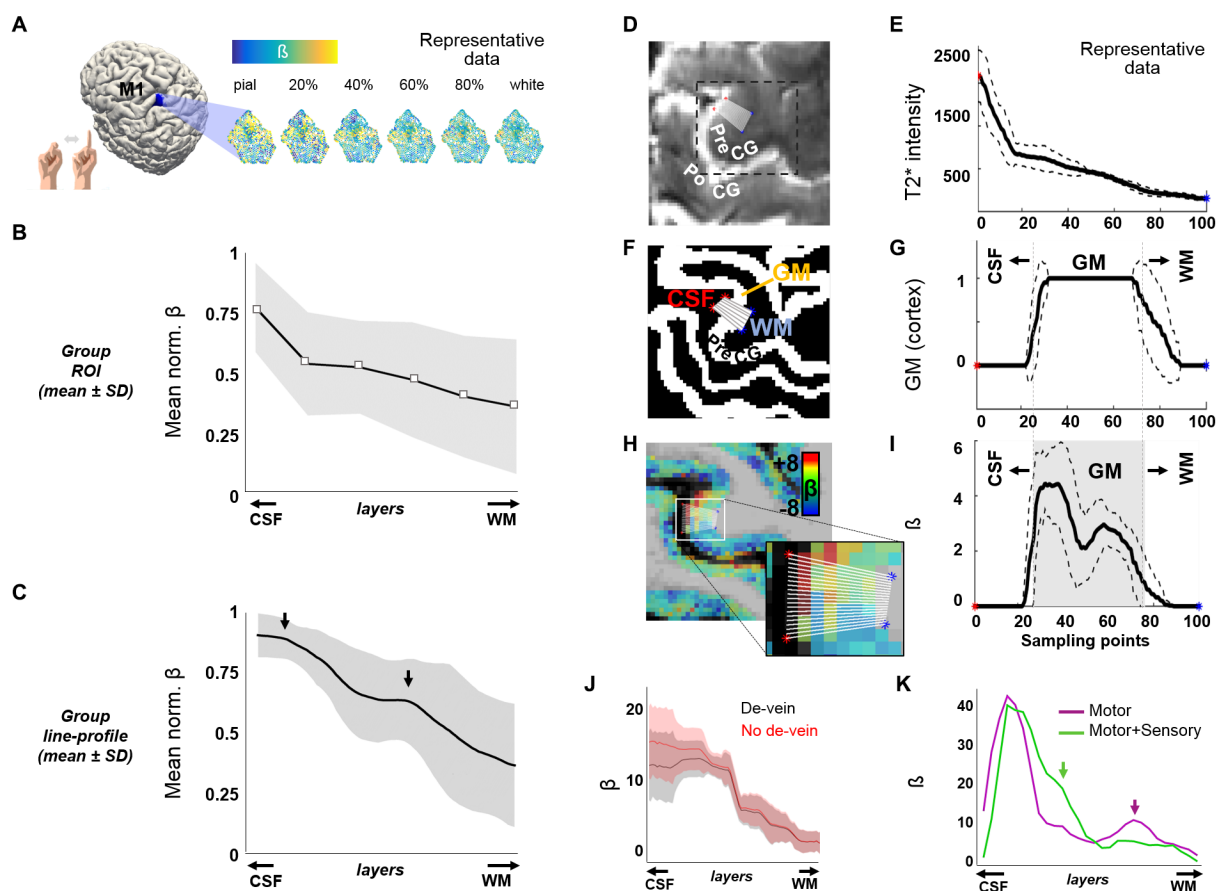 A
ß
Representative
data
M1
pial 20% 40% 60% 80% white
B
Group
ROI
(mean ± SD)
Mean norm. β
1
0.75
0.5
0.25
0
CSF
layers
WM
C
Group
line-profile
(mean ± SD)
Mean norm. β
1
0.75
0.5
0.25
0
CSF
layers
WM
D
Pre
CG
Po
CG
E
Representative
data
T2* intensity
2500
1500
500
0 20 40 60 80 100
F
GM
CSF
WM
PreCG
G
CSF
GM
WM
GM (cortex)
1
0
0 20 40 60 80 100
H
+8
β
-8
I
CSF
GM
WM
ß
6
4
2
0
0 20 40 60 80 100
Sampling points
J
De-vein
No de-vein
β
20
10
0
CSF
layers
WM
K
Motor
Motor+Sensory
ß
40
30
20
10
0
CSF
layers
WM